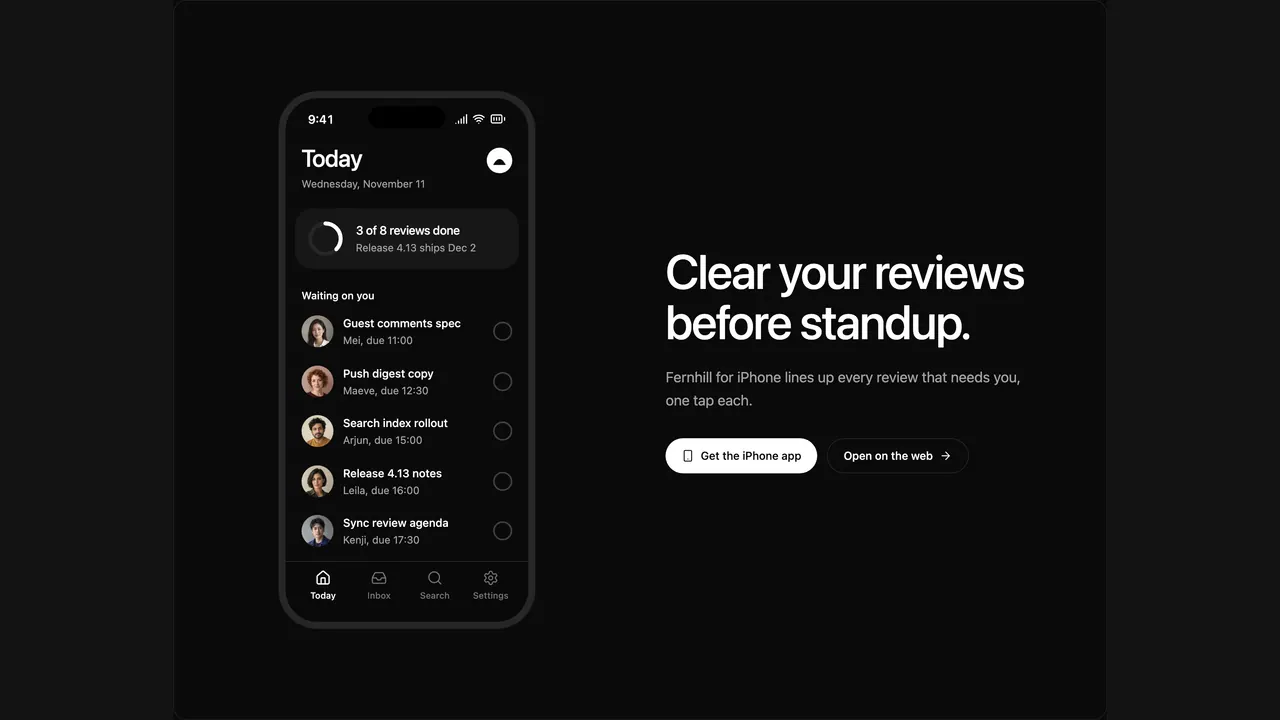 9:41
Today
Wednesday, November 11
3 of 8 reviews done
Release 4.13 ships Dec 2
Waiting on you
Guest comments spec
Mei, due 11:00
Push digest copy
Maeve, due 12:30
Search index rollout
Arjun, due 15:00
Release 4.13 notes
Leila, due 16:00
Sync review agenda
Kenji, due 17:30
Today
Inbox
Search
Settings
Clear your reviews
before standup.
Fernhill for iPhone lines up every review that needs you,
one tap each.
Get the iPhone app
Open on the web